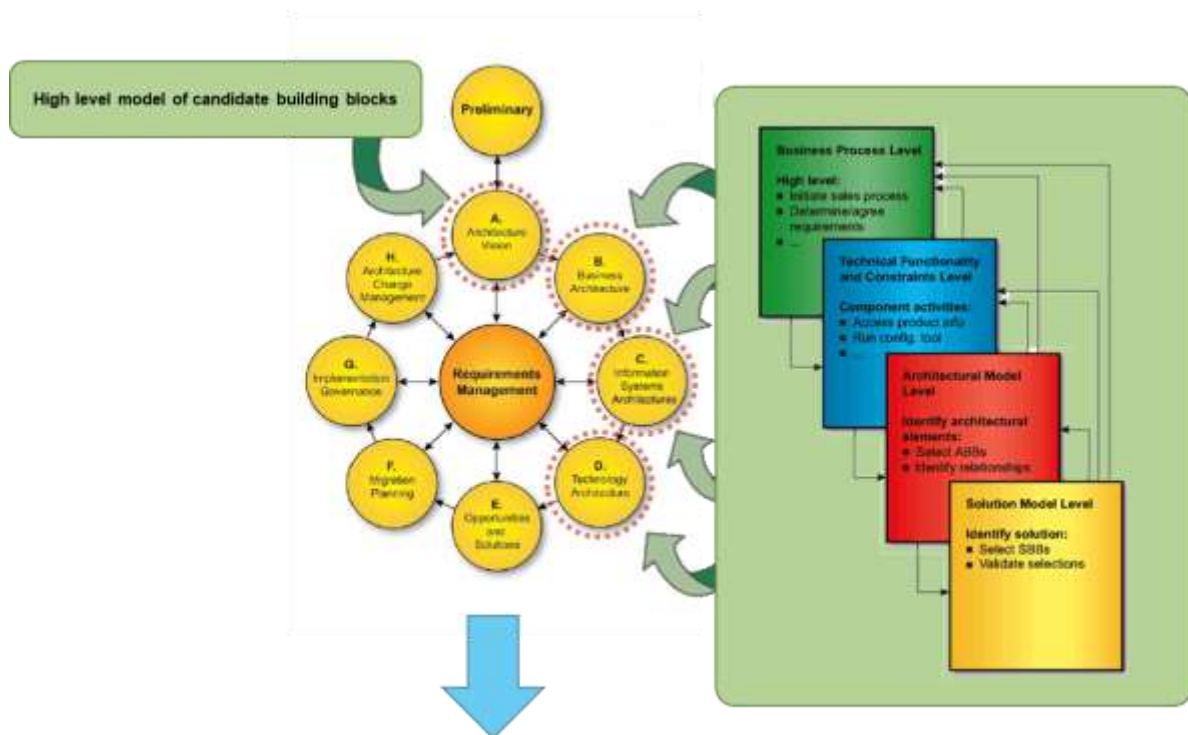 High level model of candidate building blocks
Preliminary
A.
Architecture
Vision
B.
Business
Architecture
C.
Information
Systems
Architectures
D.
Technology
Architecture
E.
Opportunities
and
Solutions
F.
Migration
Planning
G.
Implementation
Governance
H.
Architecture
Change
Management
Requirements
Management
Business Process Level
High level:
■ Initiate sales process
■ Determine/agree
requirements
■ ...
Technical Functionality
and Constraints Level
Component activities:
■ Access product info
■ Run config. tool
■ ...
Architectural Model
Level
Identify architectural
elements:
■ Select ABBs
■ Identify relationships
Solution Model Level
Identify solution:
■ Select SBBs
■ Validate selections